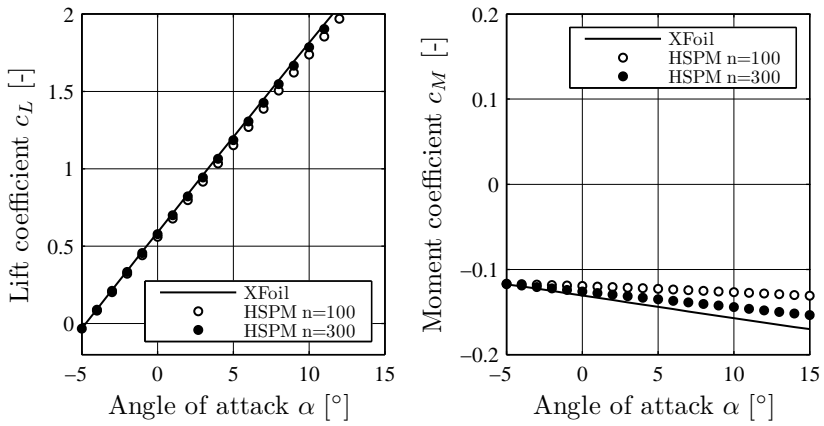 Lift coefficient c_L [-]
2
1.5
1
0.5
0
−5
0
5
10
15
Angle of attack α [°]
XFoil
HSPM n=100
HSPM n=300
Moment coefficient c_M [-]
0.2
0.1
0
−0.1
−0.2
−5
0
5
10
15
Angle of attack α [°]
XFoil
HSPM n=100
HSPM n=300